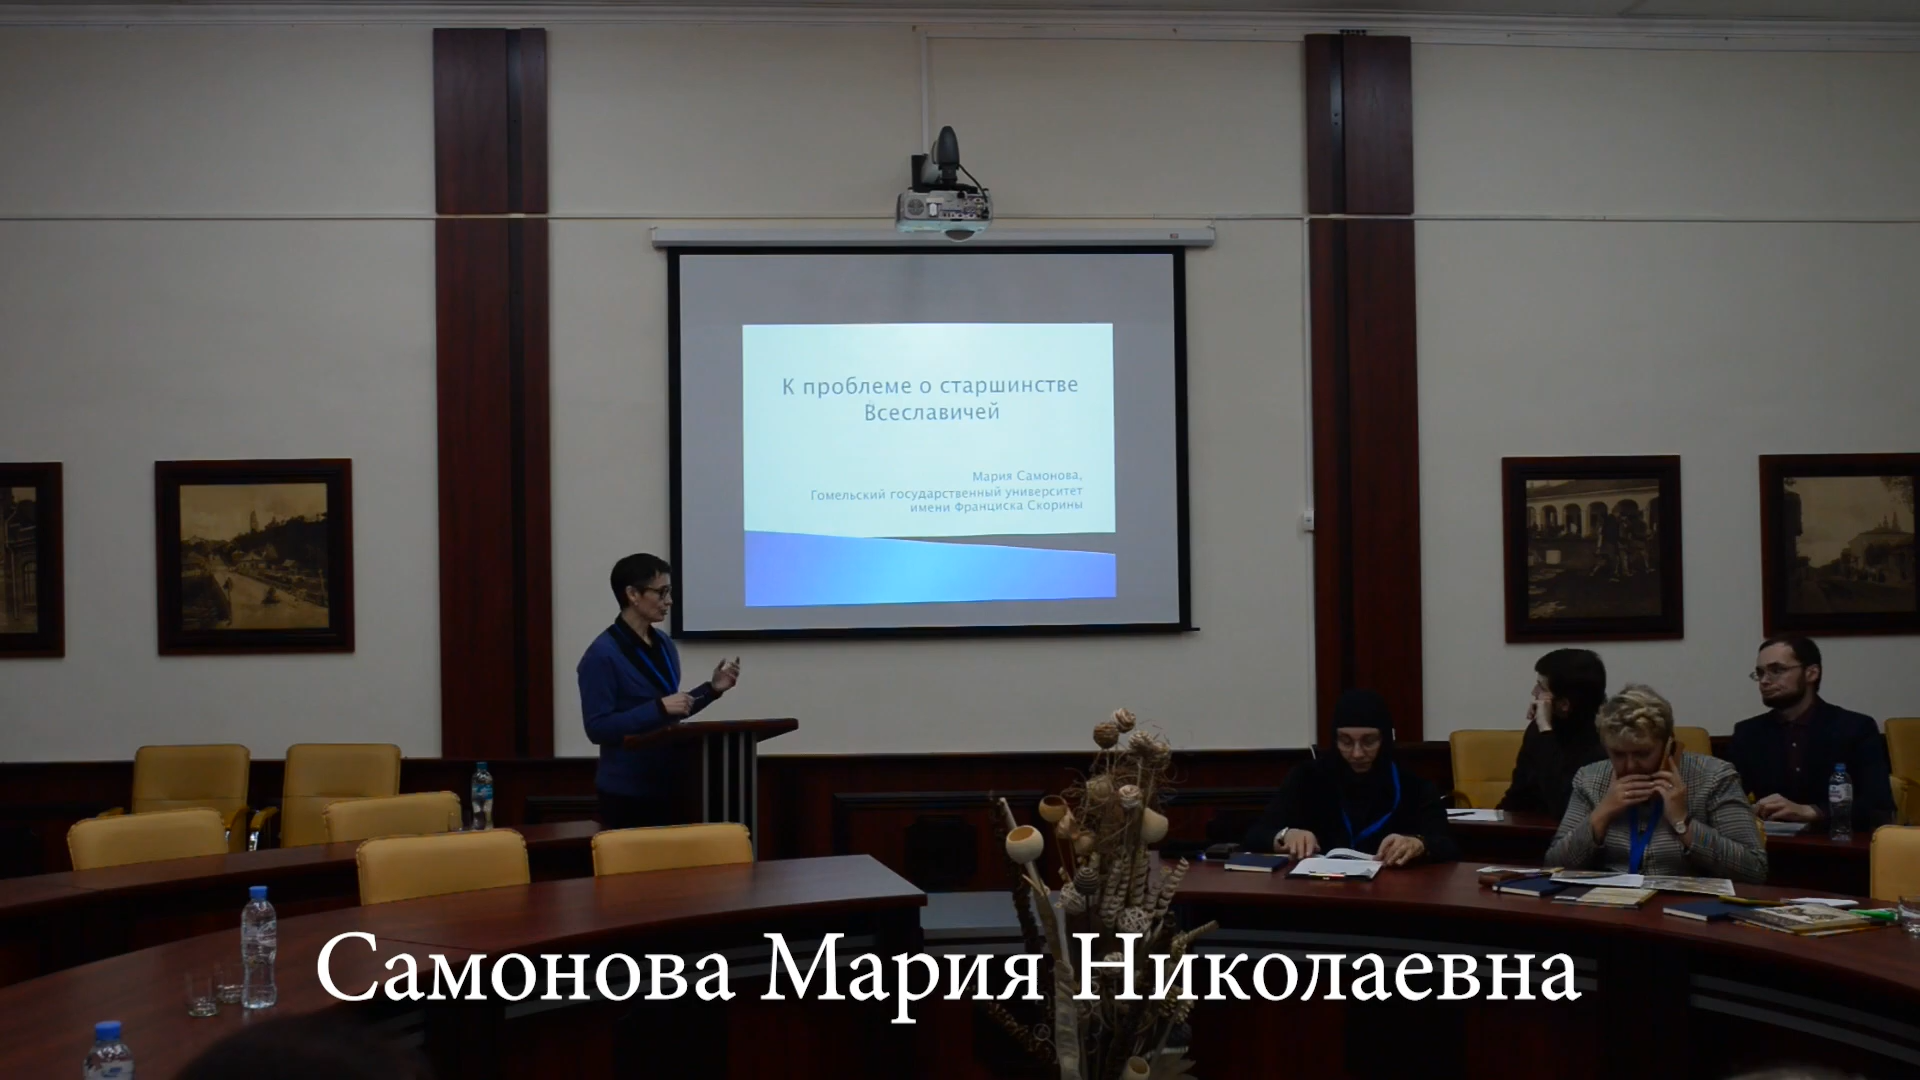 К проблеме о старшинстве
Всеславичей
Мария Самонова,
Гомельский государственный университет
имени Франциска Скорины
Самонова Мария Николаевна